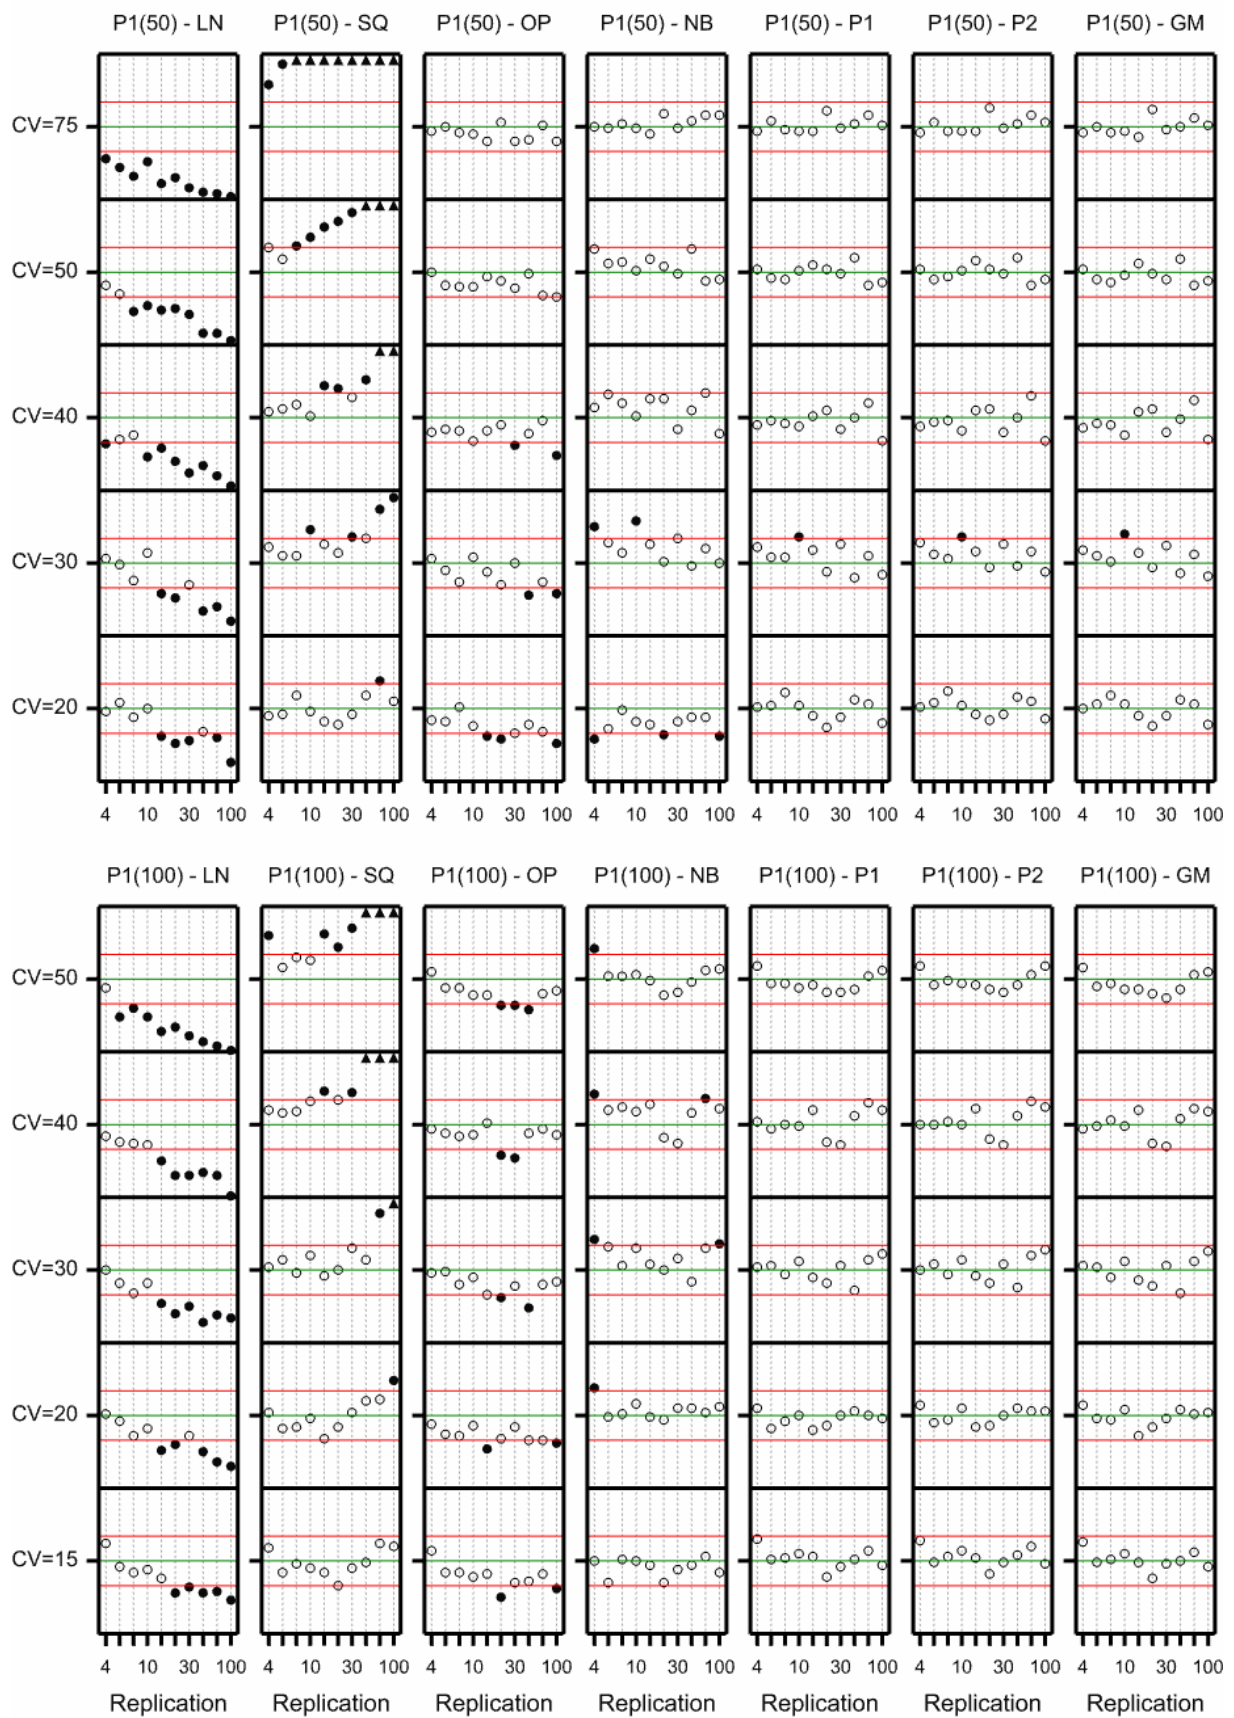 P1(50) - LN P1(50) - SQ P1(50) - OP P1(50) - NB P1(50) - P1 P1(50) - P2 P1(50) - GM
CV=75
CV=50
CV=40
CV=30
CV=20
4 10 30 100 4 10 30 100 4 10 30 100 4 10 30 100 4 10 30 100 4 10 30 100 4 10 30 100
P1(100) - LN P1(100) - SQ P1(100) - OP P1(100) - NB P1(100) - P1 P1(100) - P2 P1(100) - GM
CV=50
CV=40
CV=30
CV=20
CV=15
4 10 30 100 4 10 30 100 4 10 30 100 4 10 30 100 4 10 30 100 4 10 30 100 4 10 30 100
Replication Replication Replication Replication Replication Replication Replication